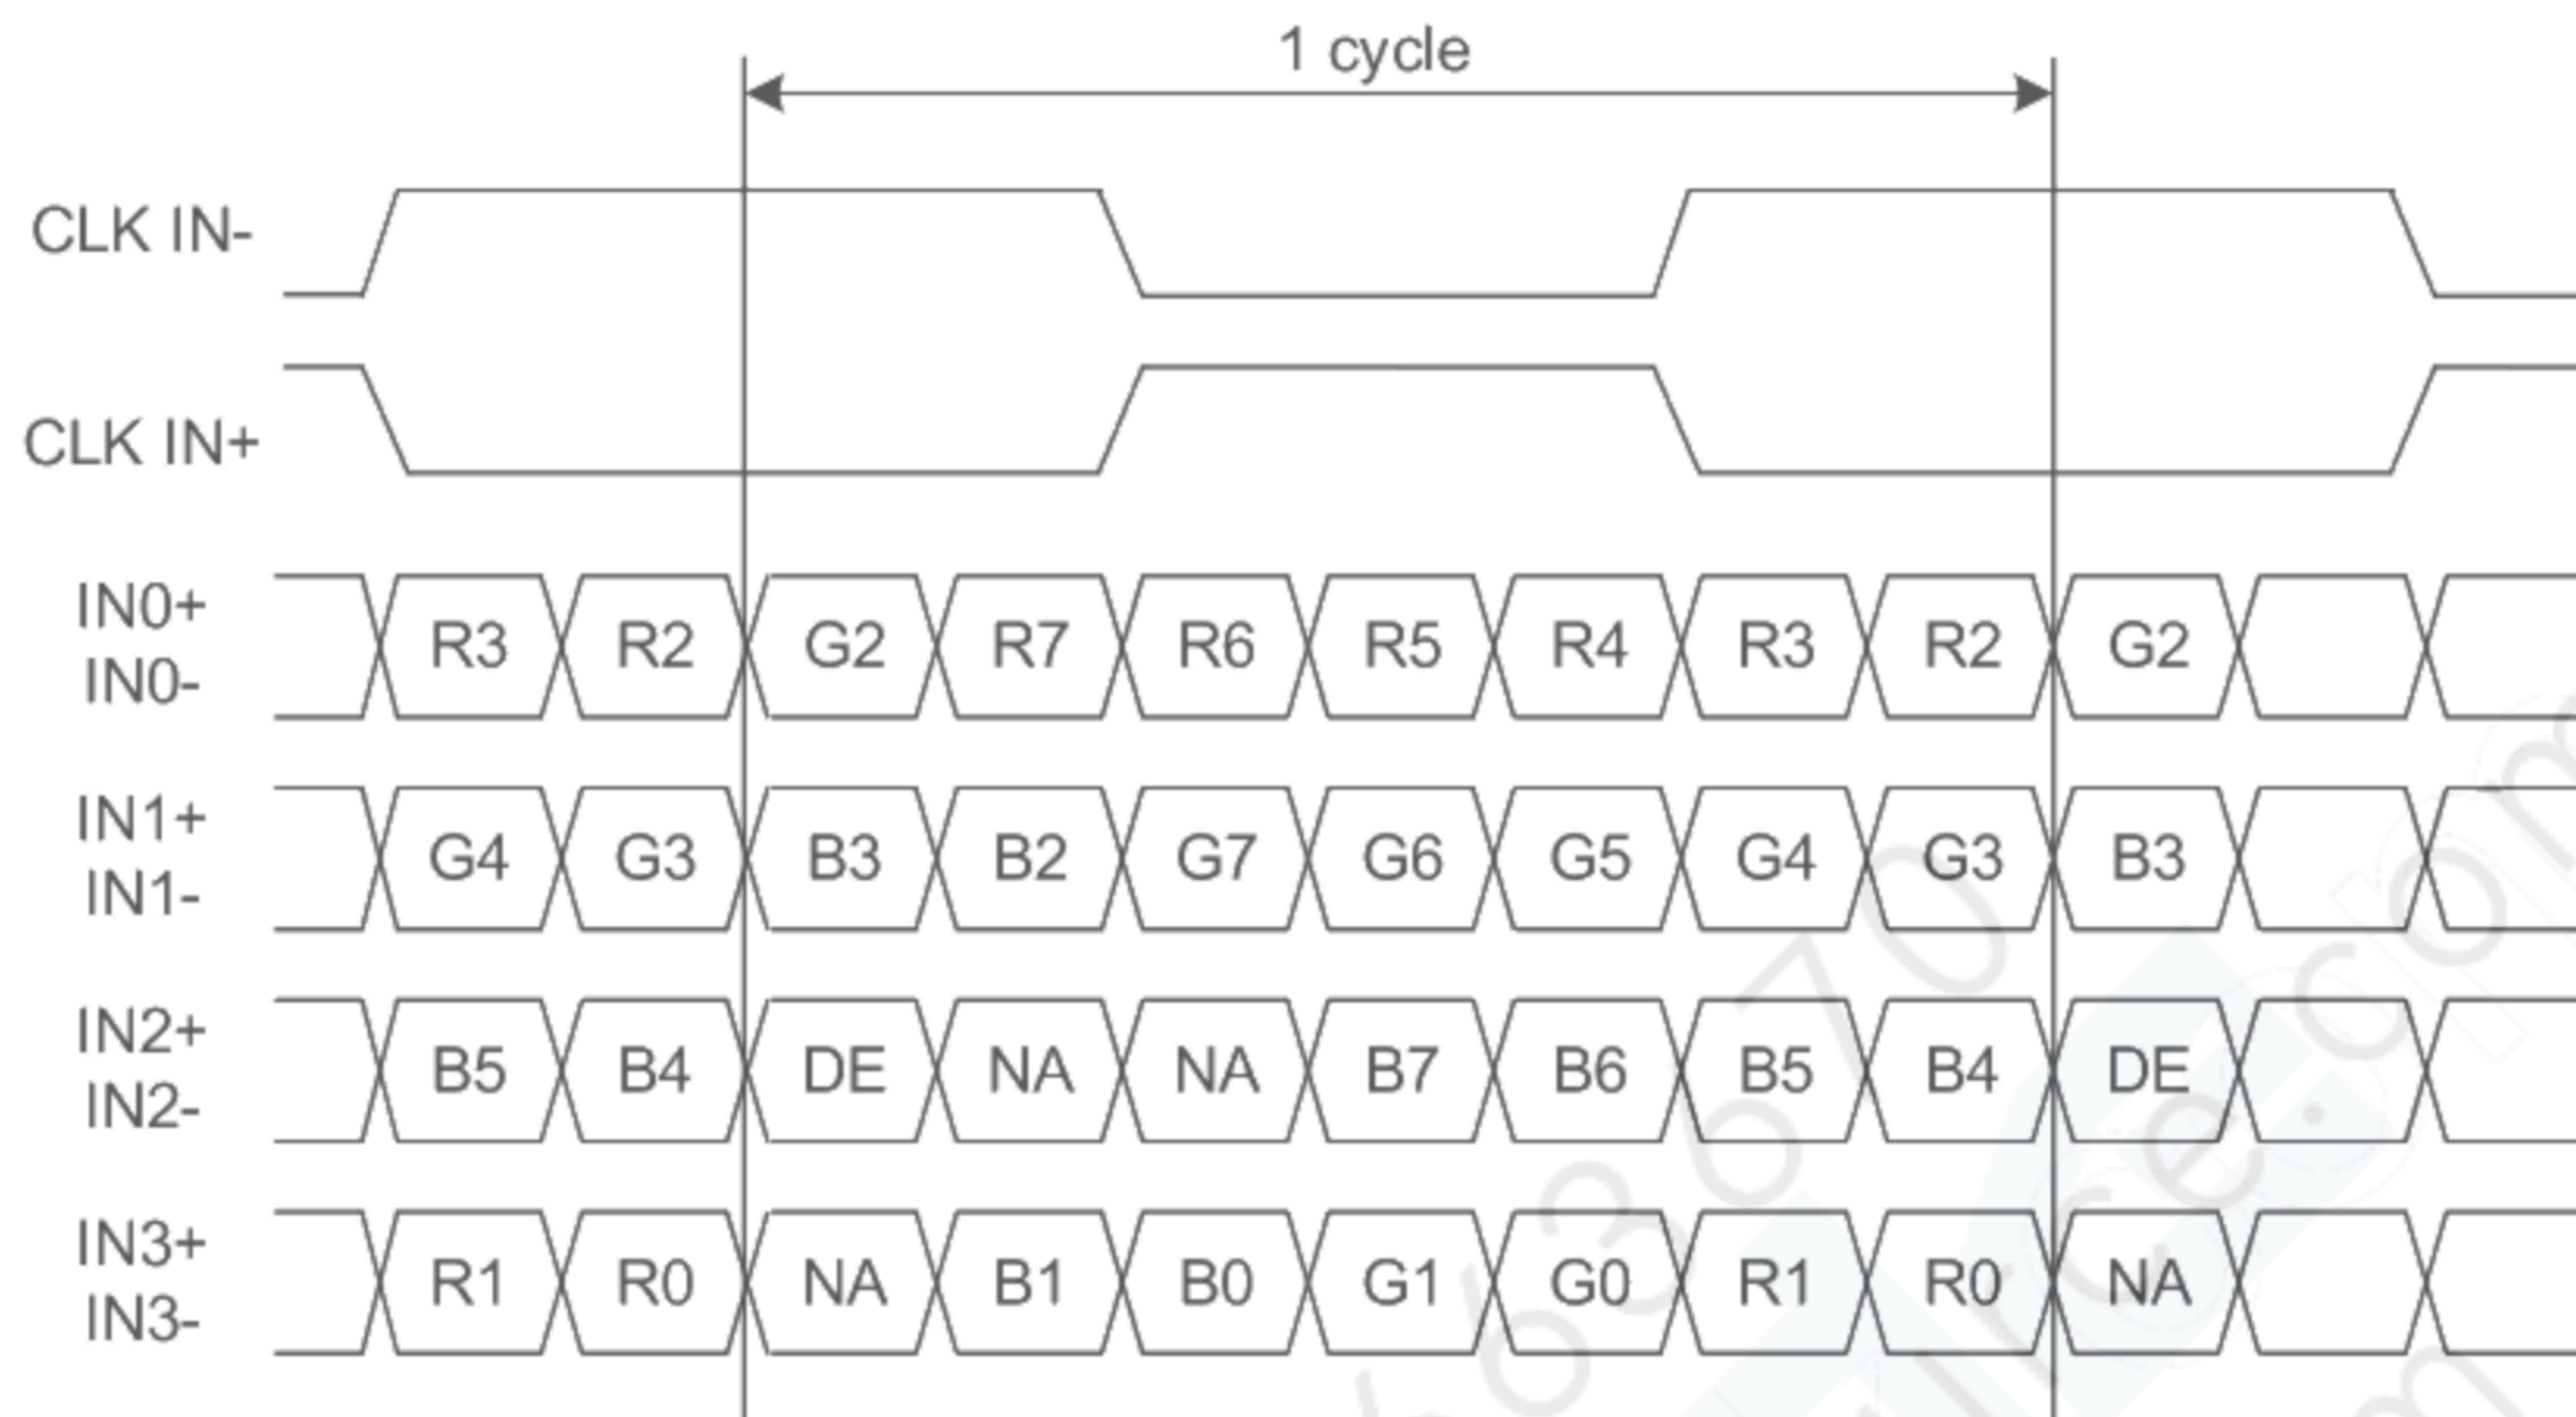 1 cycle
CLK IN-
CLK IN+
IN0+
IN0-
R3 R2 G2 R7 R6 R5 R4 R3 R2 G2
IN1+
IN1-
G4 G3 B3 B2 G7 G6 G5 G4 G3 B3
IN2+
IN2-
B5 B4 DE NA NA B7 B6 B5 B4 DE
IN3+
IN3-
R1 R0 NA B1 B0 G1 G0 R1 R0 NA